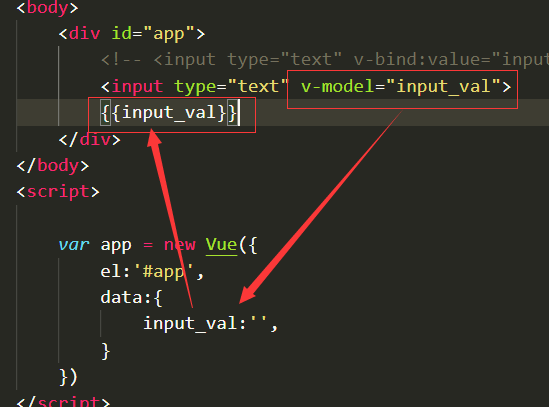 <body>
<div id="app">
<!-- <input type="text" v-bind:value="input
<input type="text" v-model="input_val">
{{input_val}}
</div>
</body>
<script>
var app = new Vue({
el:'#app',
data:{
input_val:'',
}
})
</script>